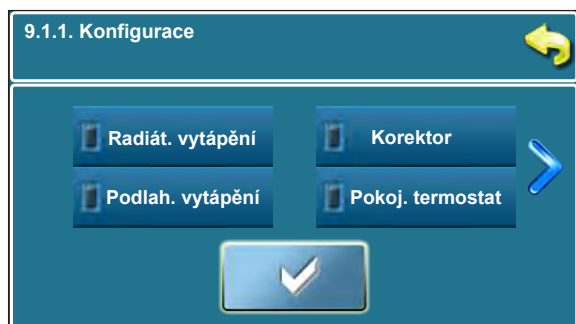 9.1.1. Konfigurace
Radiát. vytápění
Korektor
Podlah. vytápění
Pokoj. termostat